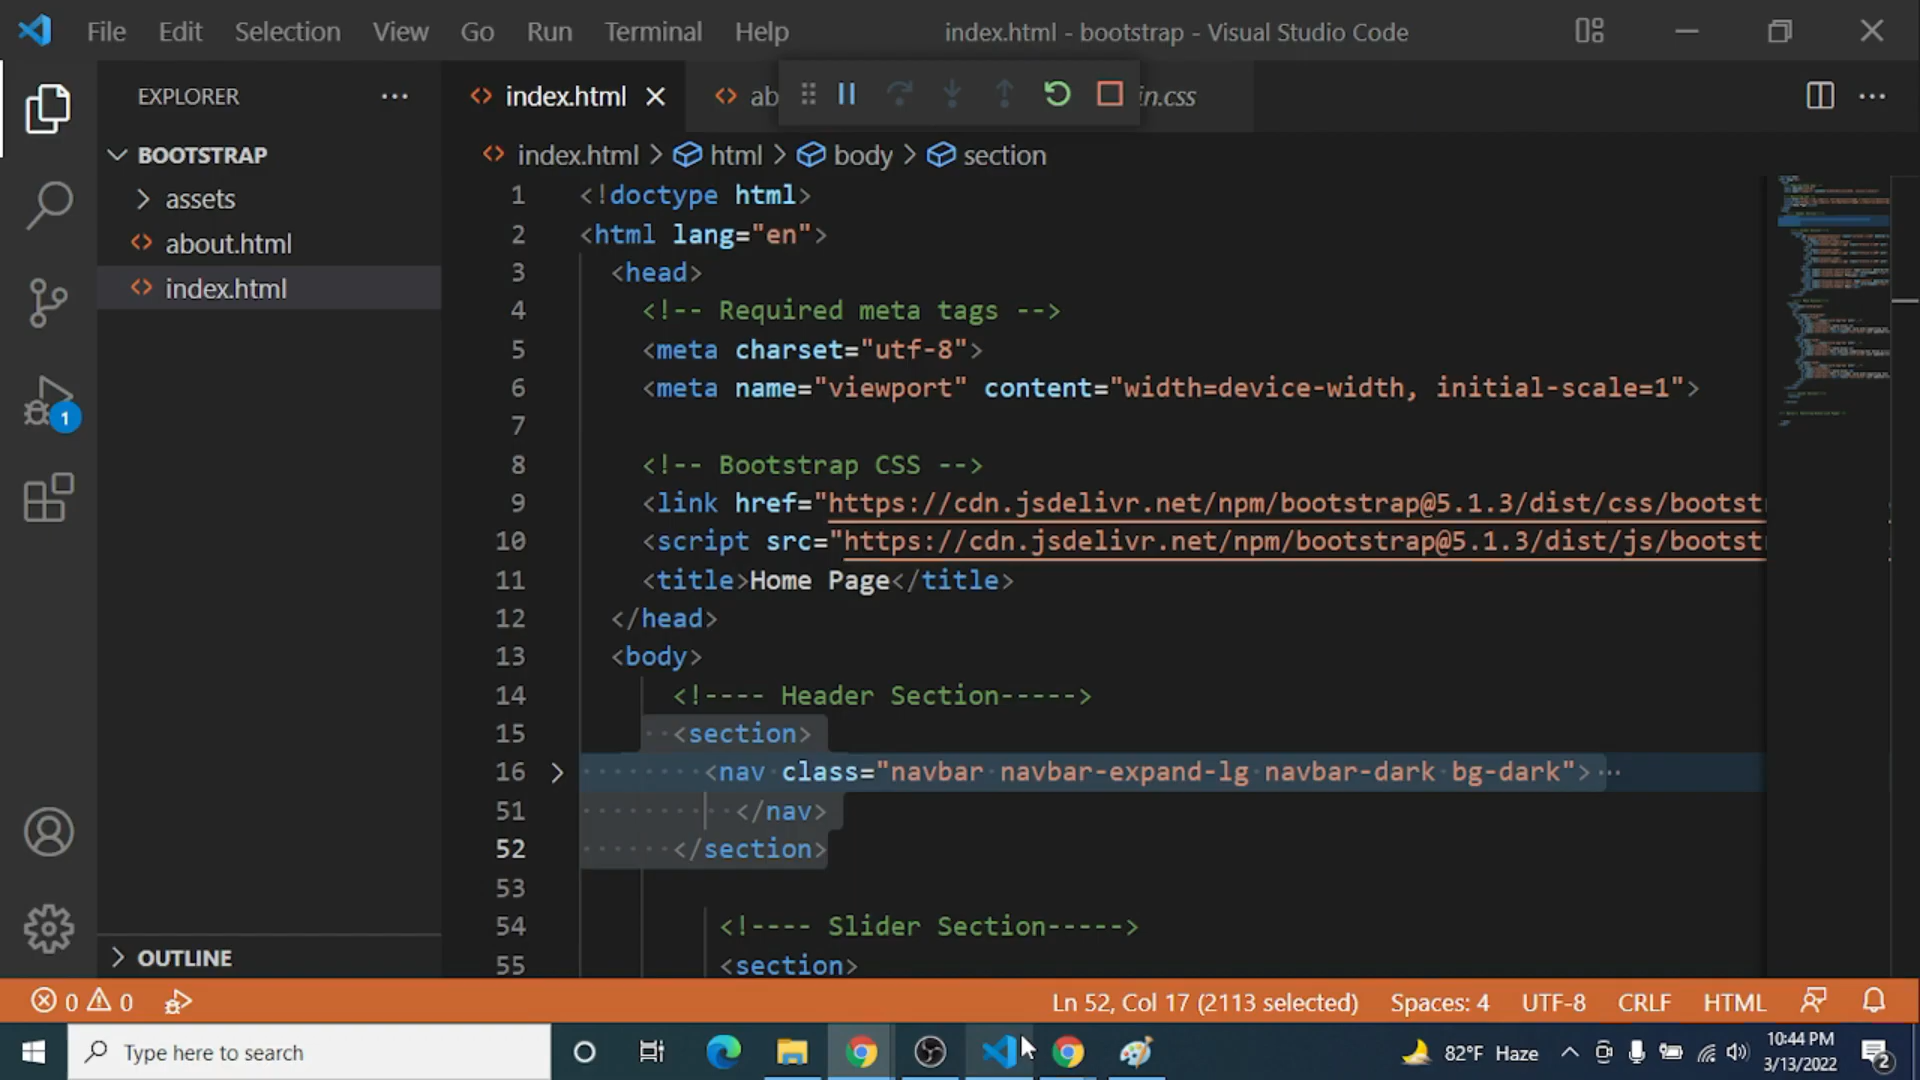 File Edit Selection View Go Run Terminal Help index.html - bootstrap - Visual Studio Code
EXPLORER
index.html ab in.css
BOOTSTRAP
index.html > html > body > section
assets
about.html
index.html
1 <!doctype html>
2 <html lang="en">
3 <head>
4 <!-- Required meta tags -->
5 <meta charset="utf-8">
6 <meta name="viewport" content="width=device-width, initial-scale=1">
7
8 <!-- Bootstrap CSS -->
9 <link href="https://cdn.jsdelivr.net/npm/bootstrap@5.1.3/dist/css/bootst
10 <script src="https://cdn.jsdelivr.net/npm/bootstrap@5.1.3/dist/js/bootst
11 <title>Home Page</title>
12 </head>
13 <body>
14 <!---- Header Section----->
15 <section>
16 <nav class="navbar navbar-expand-lg navbar-dark bg-dark">…
51 </nav>
52 </section>
53
54 <!---- Slider Section----->
55 <section>
1
OUTLINE
0 0 Ln 52, Col 17 (2113 selected) Spaces: 4 UTF-8 CRLF HTML
Type here to search 82°F Haze 10:44 PM
3/13/2022
2